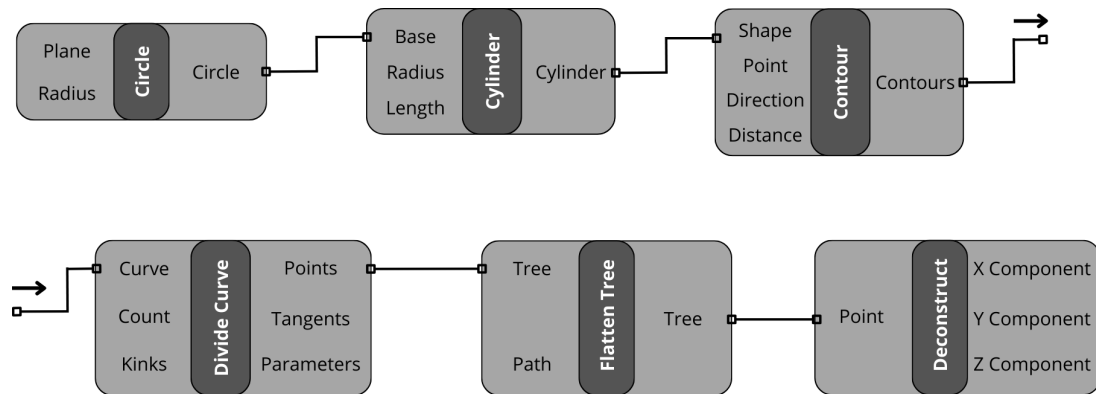 Plane
Radius
Circle
Circle
Base
Radius
Length
Cylinder
Cylinder
Shape
Point
Direction
Distance
Contour
Contours
Curve
Count
Kinks
Divide Curve
Points
Tangents
Parameters
Tree
Path
Flatten Tree
Tree
Point
Deconstruct
X Component
Y Component
Z Component